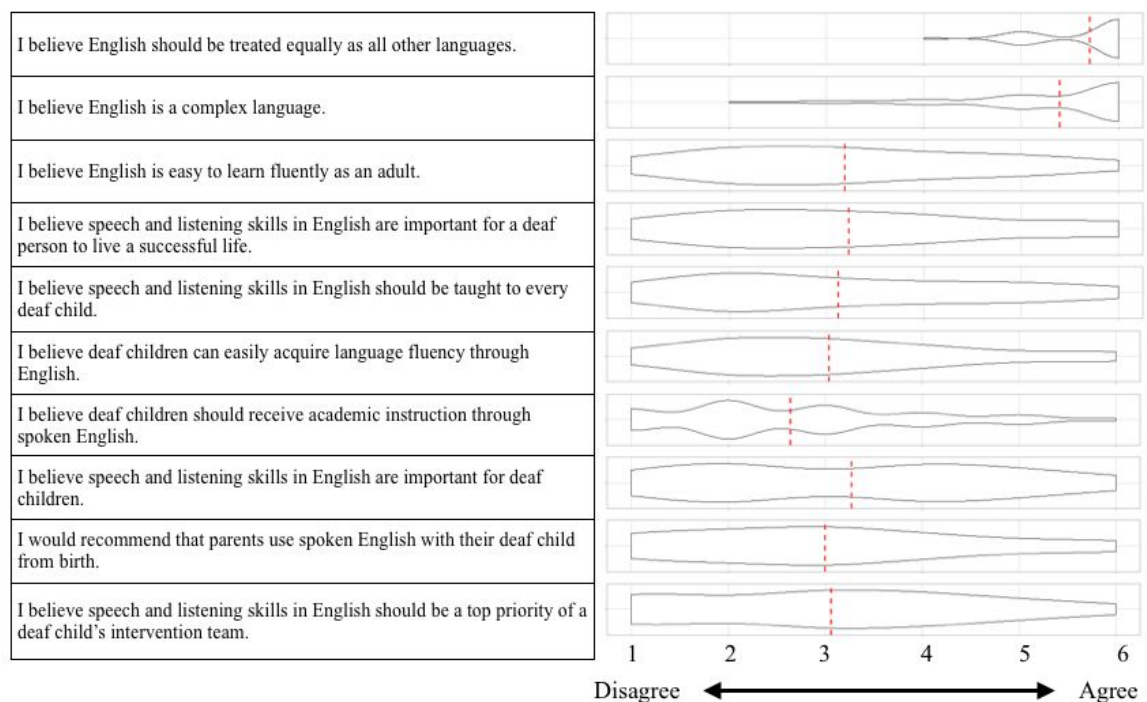 I believe English should be treated equally as all other languages.
I believe English is a complex language.
I believe English is easy to learn fluently as an adult.
I believe speech and listening skills in English are important for a deaf
person to live a successful life.
I believe speech and listening skills in English should be taught to every
deaf child.
I believe deaf children can easily acquire language fluency through
English.
I believe deaf children should receive academic instruction through
spoken English.
I believe speech and listening skills in English are important for deaf
children.
I would recommend that parents use spoken English with their deaf child
from birth.
I believe speech and listening skills in English should be a top priority of a
deaf child’s intervention team.
1 2 3 4 5 6
Disagree Agree